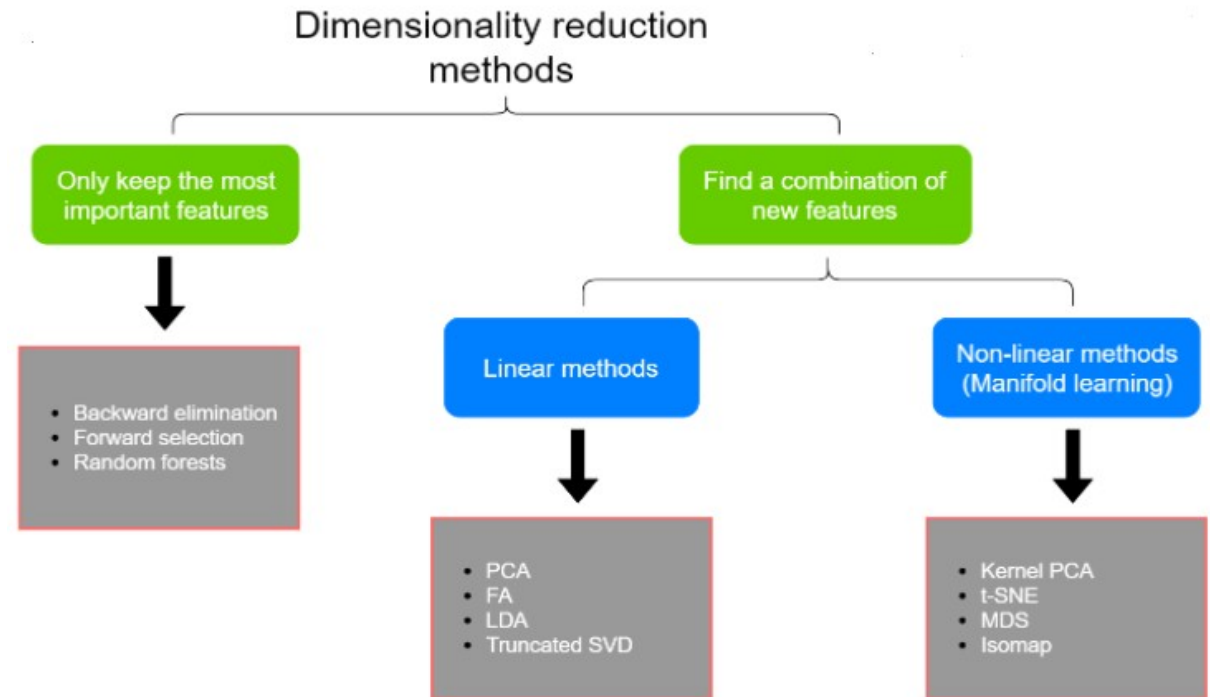 Dimensionality reduction
methods
Only keep the most
important features
Find a combination of
new features
Linear methods
Non-linear methods
(Manifold learning)
• Backward elimination
• Forward selection
• Random forests
• PCA
• FA
• LDA
• Truncated SVD
• Kernel PCA
• t-SNE
• MDS
• Isomap